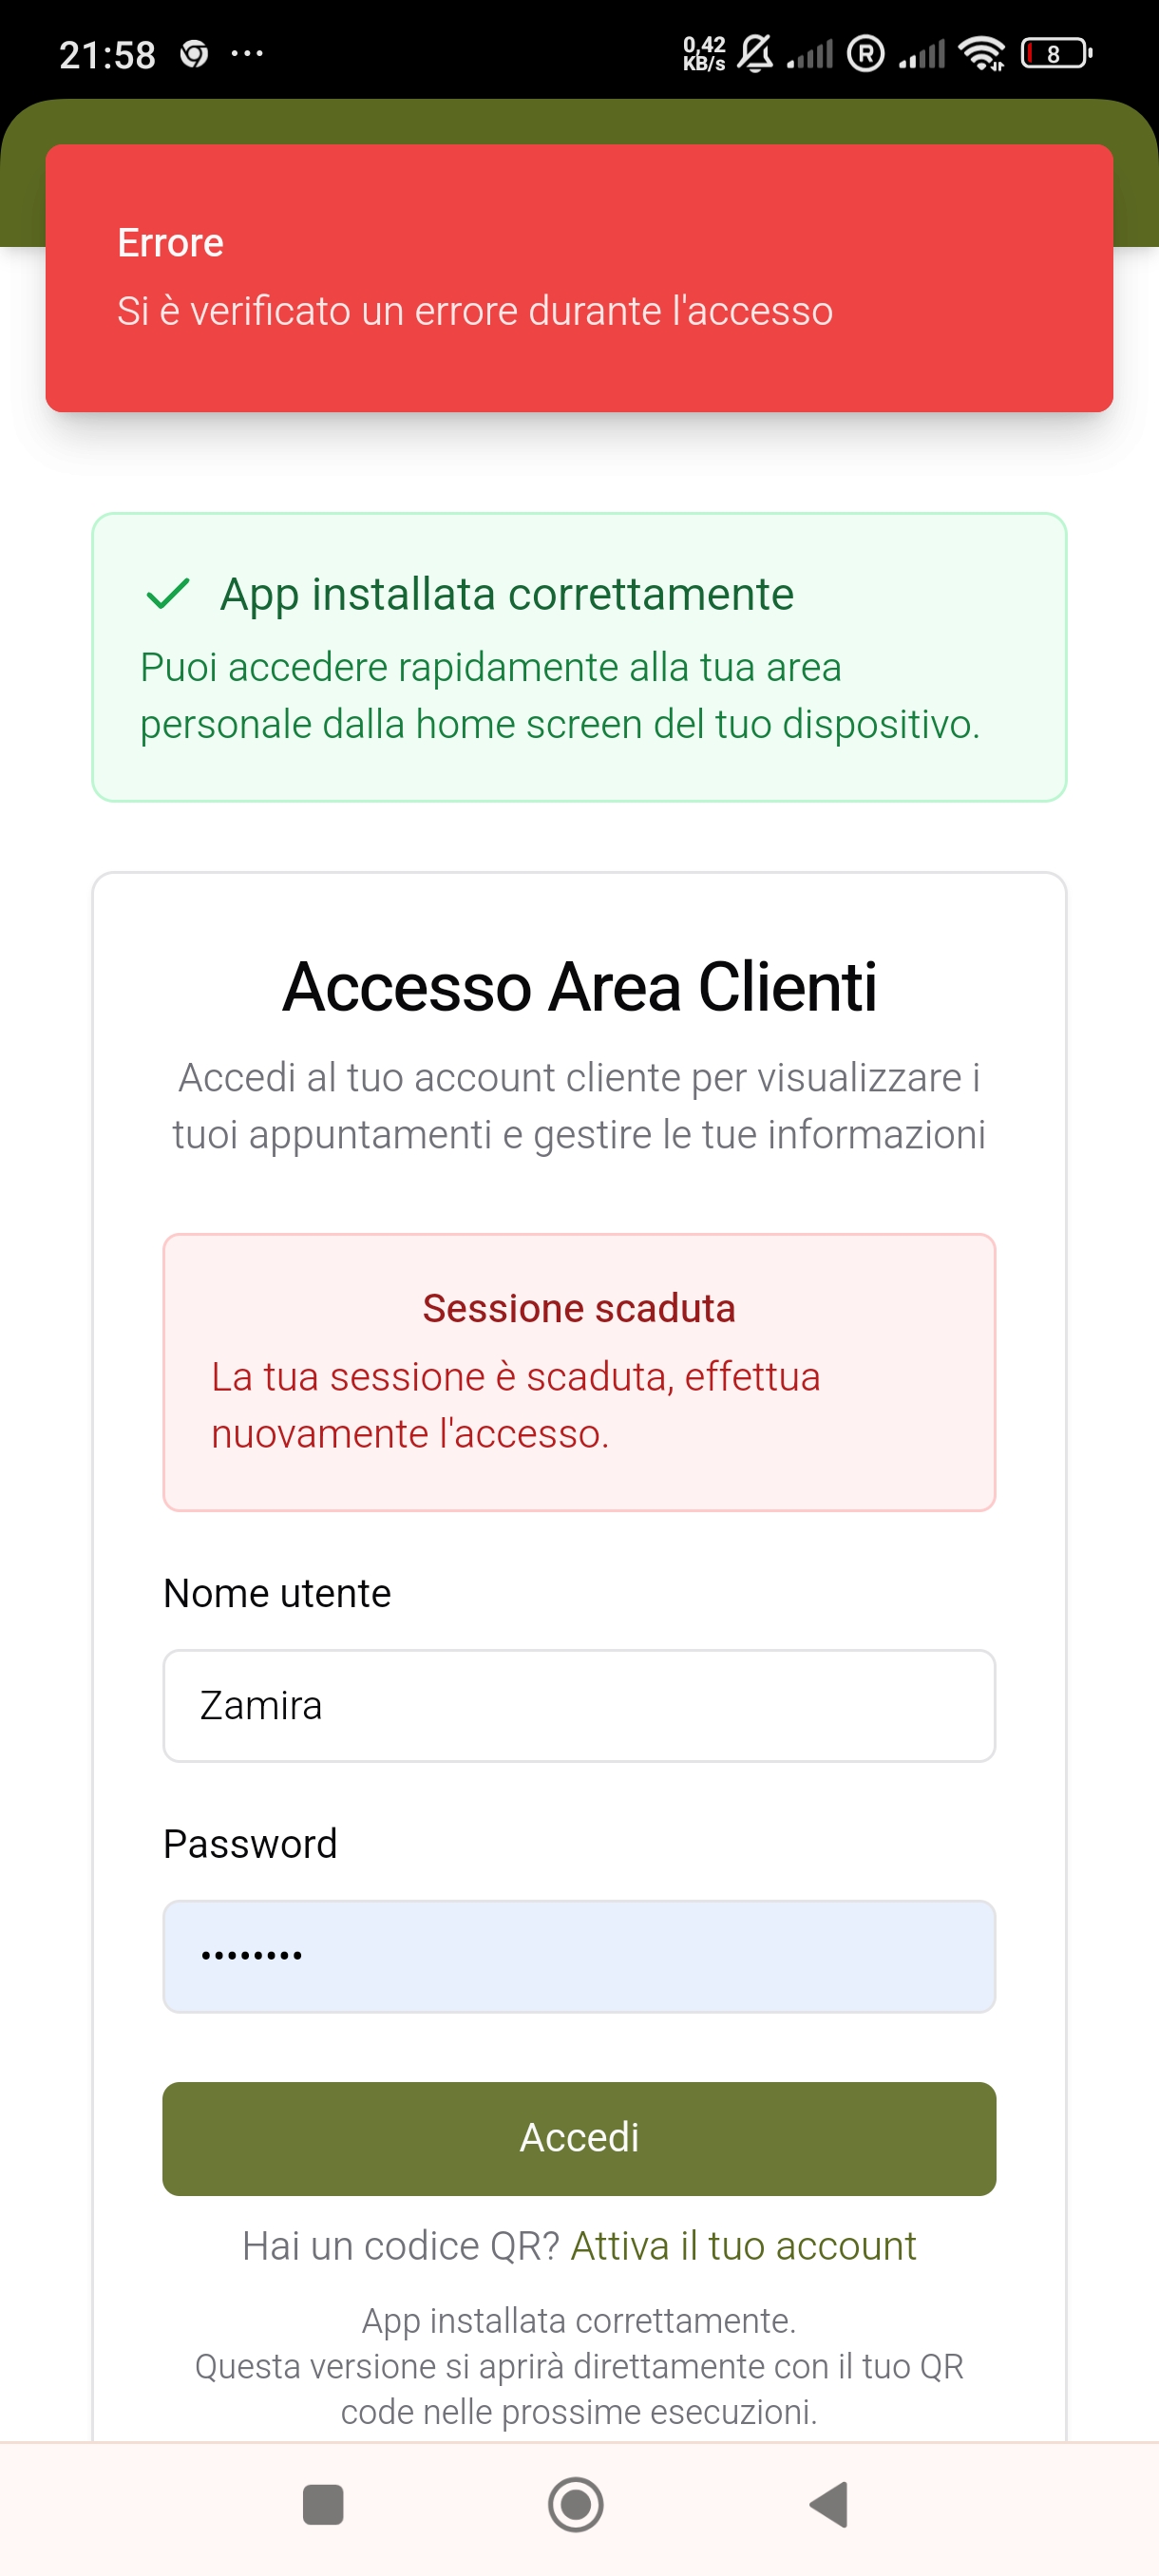 21:58 ...
0,42
KB/s
R
8
Errore
Si è verificato un errore durante l'accesso
App installata correttamente
Puoi accedere rapidamente alla tua area
personale dalla home screen del tuo dispositivo.
Accesso Area Clienti
Accedi al tuo account cliente per visualizzare i
tuoi appuntamenti e gestire le tue informazioni
Sessione scaduta
La tua sessione è scaduta, effettua
nuovamente l'accesso.
Nome utente
Zamira
Password
••••••••
Accedi
Hai un codice QR? Attiva il tuo account
App installata correttamente.
Questa versione si aprirà direttamente con il tuo QR
code nelle prossime esecuzioni.